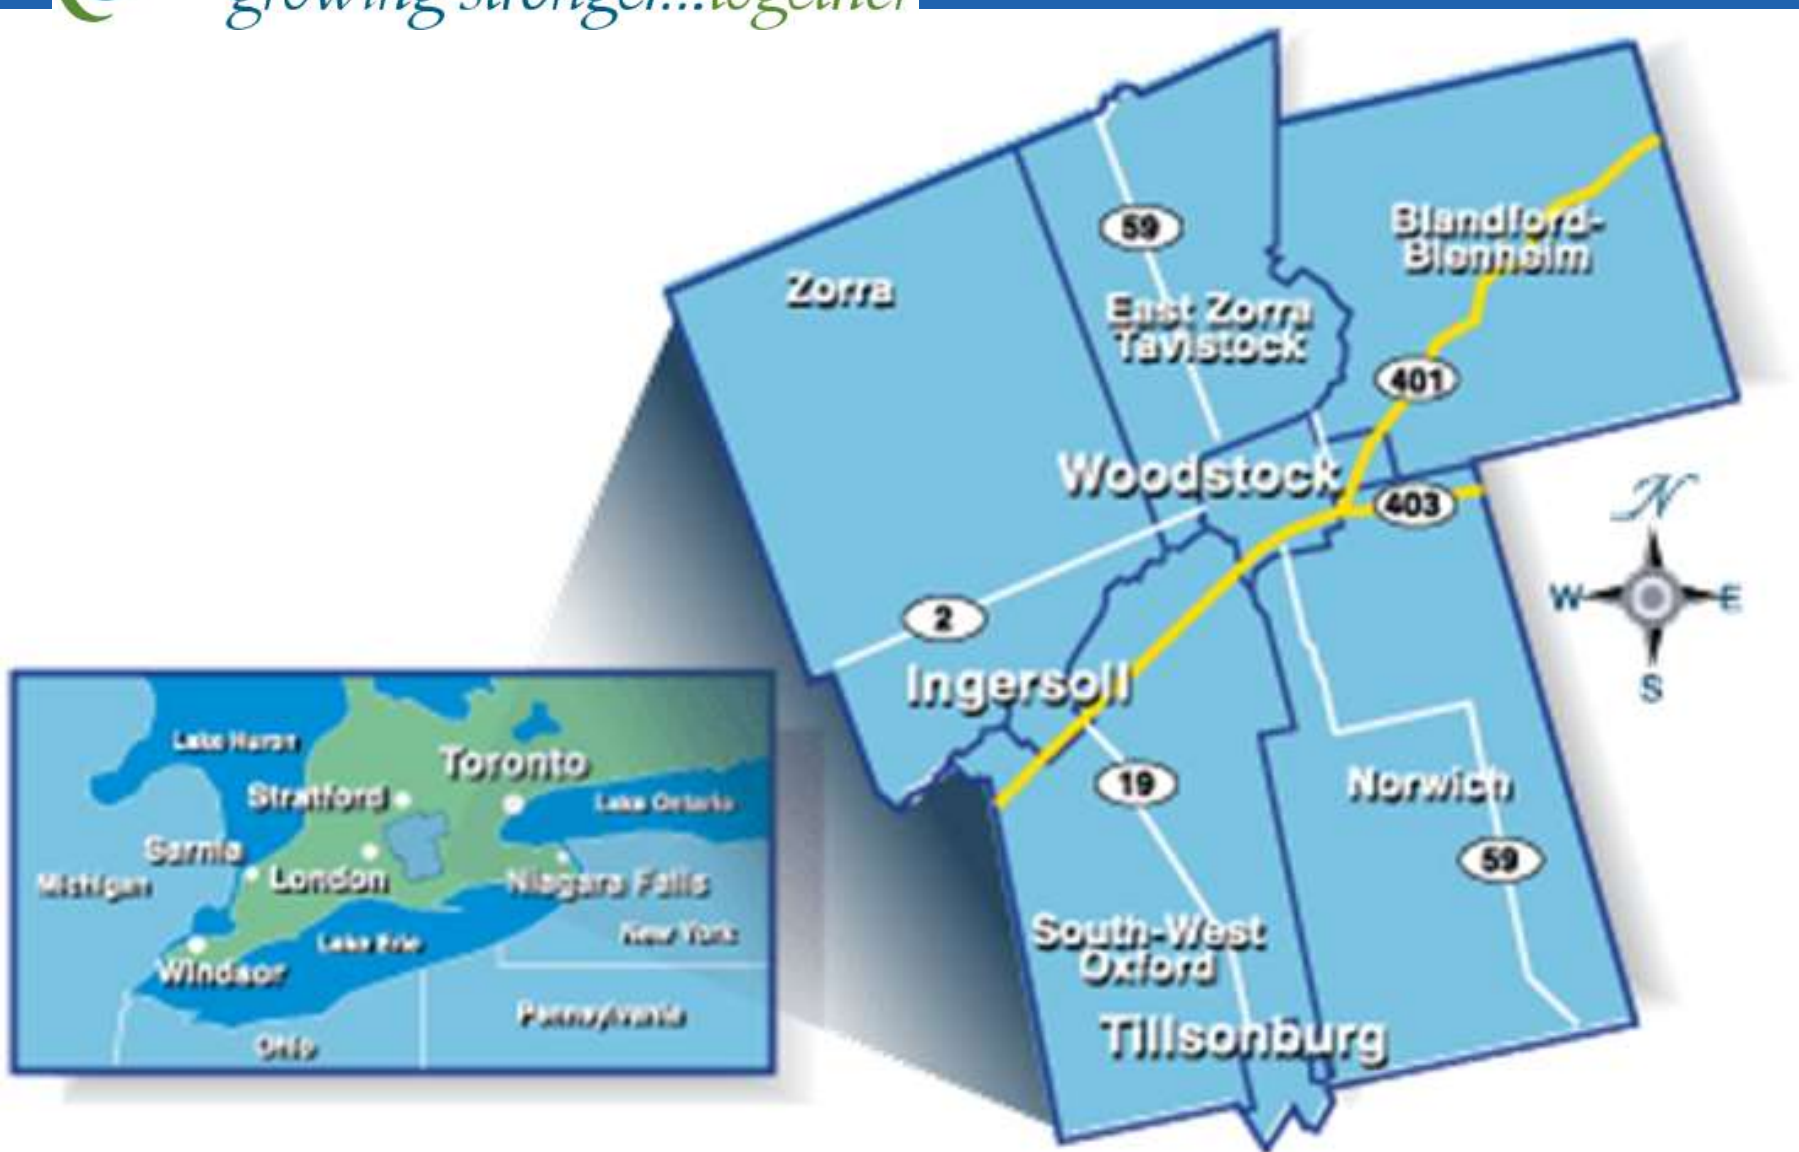 growing stronger...together
59
Blandford-
Blenheim
Zorra
East Zorra
Tavistock
401
Woodstock
403
N
W
E
S
2
Ingersoll
19
Norwich
59
South-West
Oxford
Tillsonburg
Lake Huron
Toronto
Stratford
Lake Ontario
Sarnia
Michigan
London
Niagara Falls
Lake Erie
New York
Windsor
Pennsylvania
Ohio